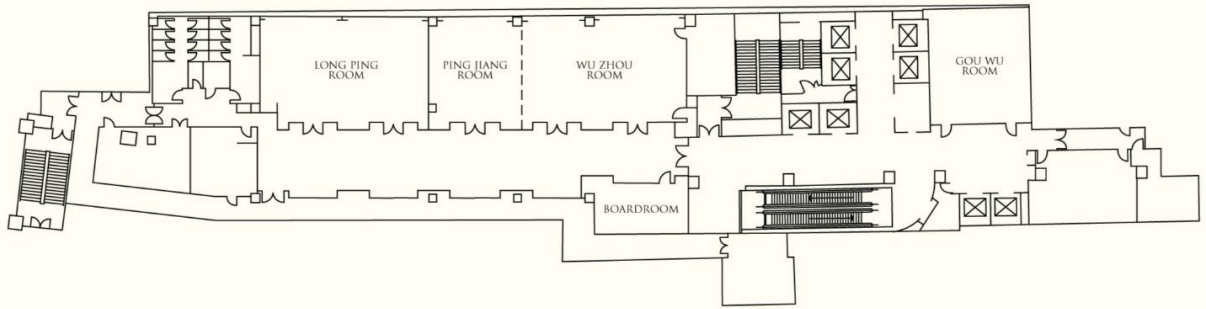 LONG PING
ROOM
PING JIANG
ROOM
WU ZHOU
ROOM
GOU WU
ROOM
BOARDROOM